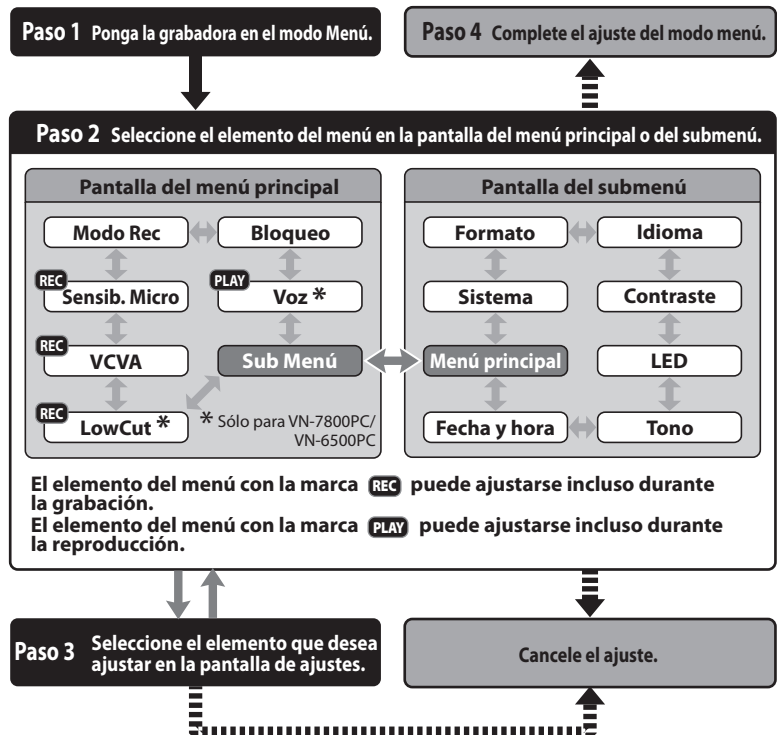 Paso 1 Ponga la grabadora en el modo Menú.
Paso 4 Complete el ajuste del modo menú.
Paso 2 Seleccione el elemento del menú en la pantalla del menú principal o del submenú.
Pantalla del menú principal
Modo Rec
Bloqueo
REC
Sensib. Micro
PLAY
Voz *
REC
VCVA
Sub Menú
REC
LowCut *
* Sólo para VN-7800PC/
VN-6500PC
Pantalla del submenú
Formato
Idioma
Sistema
Contraste
Menú principal
LED
Fecha y hora
Tono
El elemento del menú con la marca REC puede ajustarse incluso durante
la grabación.
El elemento del menú con la marca PLAY puede ajustarse incluso durante
la reproducción.
Paso 3 Seleccione el elemento que desea
ajustar en la pantalla de ajustes.
Cancele el ajuste.